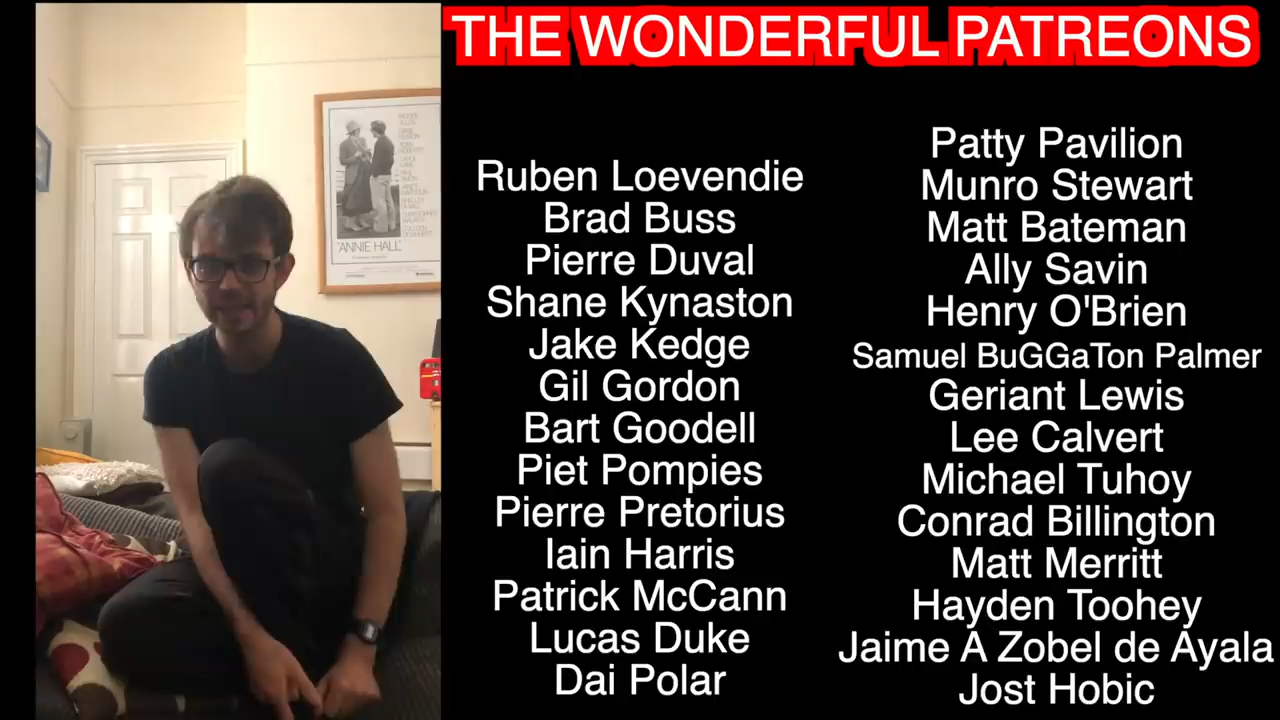 THE WONDERFUL PATREONS
Ruben Loevendie
Brad Buss
Pierre Duval
Shane Kynaston
Jake Kedge
Gil Gordon
Bart Goodell
Piet Pompies
Pierre Pretorius
Iain Harris
Patrick McCann
Lucas Duke
Dai Polar
Patty Pavilion
Munro Stewart
Matt Bateman
Ally Savin
Henry O'Brien
Samuel BuGGaTon Palmer
Geriant Lewis
Lee Calvert
Michael Tuhoy
Conrad Billington
Matt Merritt
Hayden Toohey
Jaime A Zobel de Ayala
Jost Hobic
"ANNIE HALL"